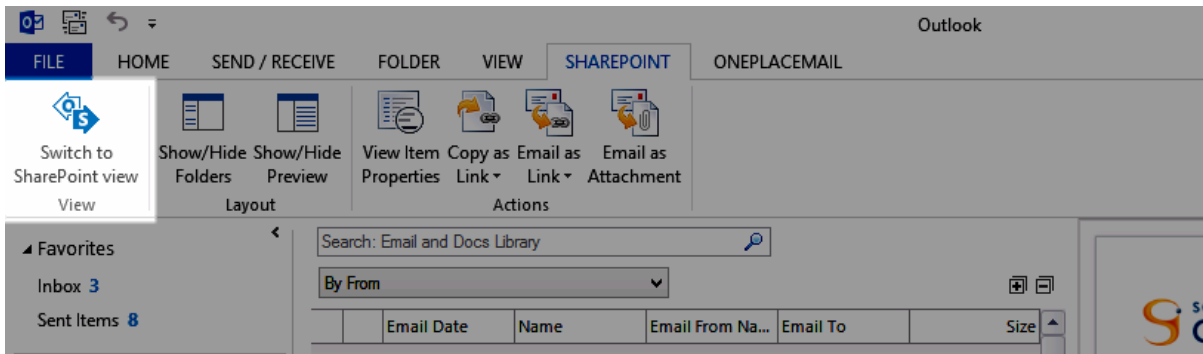 Outlook
FILE HOME SEND / RECEIVE FOLDER VIEW SHAREPOINT ONEPLACEMAIL
Switch to
SharePoint view
View
Show/Hide
Folders
Show/Hide
Preview
Layout
View Item
Properties
Copy as
Link
Email as
Link
Email as
Attachment
Actions
Favorites
Inbox 3
Sent Items 8
Search: Email and Docs Library
By From
Email Date Name Email From Na... Email To Size